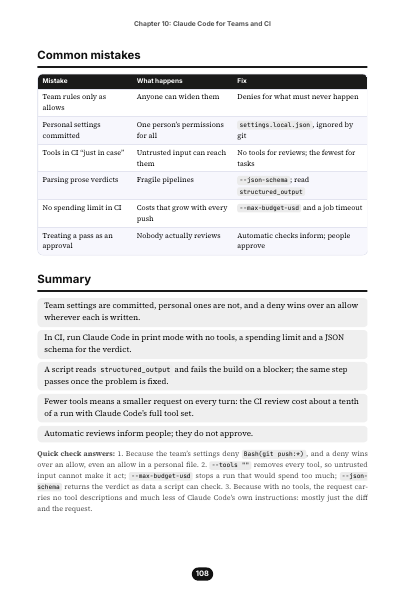 Chapter 10: Claude Code for Teams and CI
Common mistakes
Mistake What happens Fix
Team rules only as Anyone can widen them Denies for what must never happen
allows
Personal settings One person's permissions settings.local.json, ignored by
committed for all git
Tools in CI “just in case” Untrusted input can reach No tools for reviews; the fewest for
them tasks
Parsing prose verdicts Fragile pipelines --json-schema; read
structured_output
No spending limit in CI Costs that grow with every --max-budget-usd and a job timeout
push
Treating a pass as an Nobody actually reviews Automatic checks inform; people
approval approve
Summary
Team settings are committed, personal ones are not, and a deny wins over an allow
wherever each is written.
In CI, run Claude Code in print mode with no tools, a spending limit and a JSON
schema for the verdict.
A script reads structured_output and fails the build on a blocker; the same step
passes once the problem is fixed.
Fewer tools means a smaller request on every turn: the CI review cost about a tenth
of a run with Claude Code's full tool set.
Automatic reviews inform people; they do not approve.
Quick check answers: 1. Because the team's settings deny Bash(git push:*), and a deny wins
over an allow, even an allow in a personal file. 2. --tools "" removes every tool, so untrusted
input cannot make it act; --max-budget-usd stops a run that would spend too much; --json-
schema returns the verdict as data a script can check. 3. Because with no tools, the request car-
ries no tool descriptions and much less of Claude Code's own instructions: mostly just the diff
and the request.
108